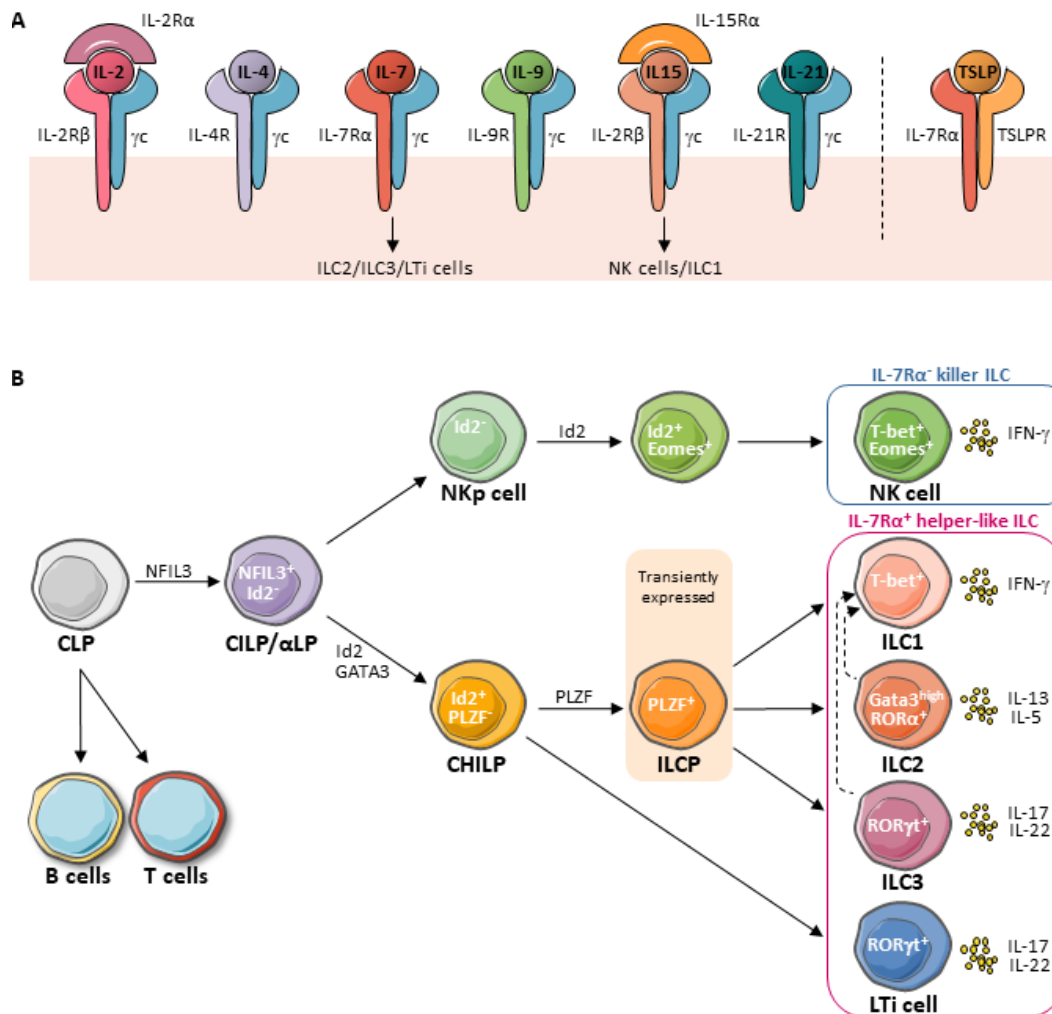 A
IL-2Rα
IL-15Rα
IL-2
IL-4
IL-7
IL-9
IL15
IL-21
TSLP
IL-2Rβ
γc
IL-4R
γc
IL-7Rα
γc
IL-9R
γc
IL-2Rβ
γc
IL-21R
γc
IL-7Rα
TSLPR
ILC2/ILC3/LTi cells
NK cells/ILC1
B
IL-7Rα⁻ killer ILC
Id2⁻
NKp cell
Id2
Id2⁺
Eomes⁺
T-bet⁺
Eomes⁺
NK cell
IFN-γ
IL-7Rα⁺ helper-like ILC
CLP
NFIL3
NFIL3⁺
Id2⁻
CILP/αLP
Id2
GATA3
Id2⁺
PLZF⁻
CHILP
PLZF
Transiently
expressed
PLZF⁺
ILCP
T-bet⁺
ILC1
IFN-γ
Gata3ʰⁱᵍʰ
RORα⁺
ILC2
IL-13
IL-5
RORγt⁺
ILC3
IL-17
IL-22
RORγt⁺
LTi cell
IL-17
IL-22
B cells
T cells